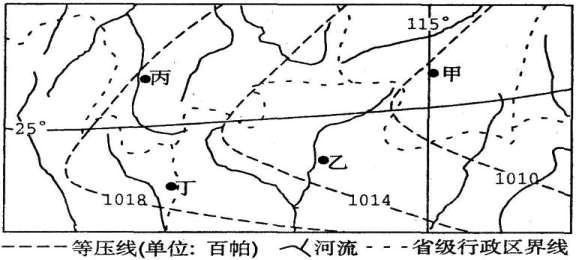 115°
丙
甲
25°
乙
丁
1018
1014
1010
等压线(单位: 百帕)
河流
省级行政区界线